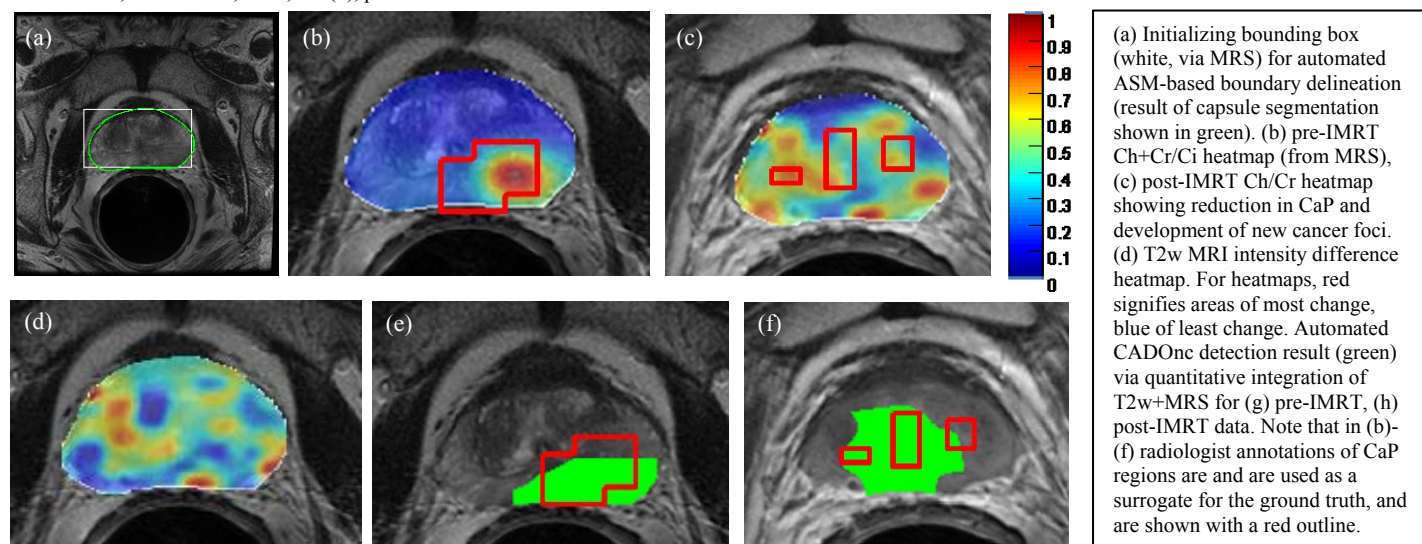 (a)
(b)
(c)
1
0.9
0.8
0.7
0.6
0.5
0.4
0.3
0.2
0.1
0
(a) Initializing bounding box
(white, via MRS) for automated
ASM-based boundary delineation
(result of capsule segmentation
shown in green). (b) pre-IMRT
Ch+Cr/Ci heatmap (from MRS),
(c) post-IMRT Ch/Cr heatmap
showing reduction in CaP and
development of new cancer foci.
(d) T2w MRI intensity difference
heatmap. For heatmaps, red
signifies areas of most change,
blue of least change. Automated
CADOnc detection result (green)
via quantitative integration of
T2w+MRS for (g) pre-IMRT, (h)
post-IMRT data. Note that in (b)-
(f) radiologist annotations of CaP
regions are and are used as a
surrogate for the ground truth, and
are shown with a red outline.
(d)
(e)
(f)